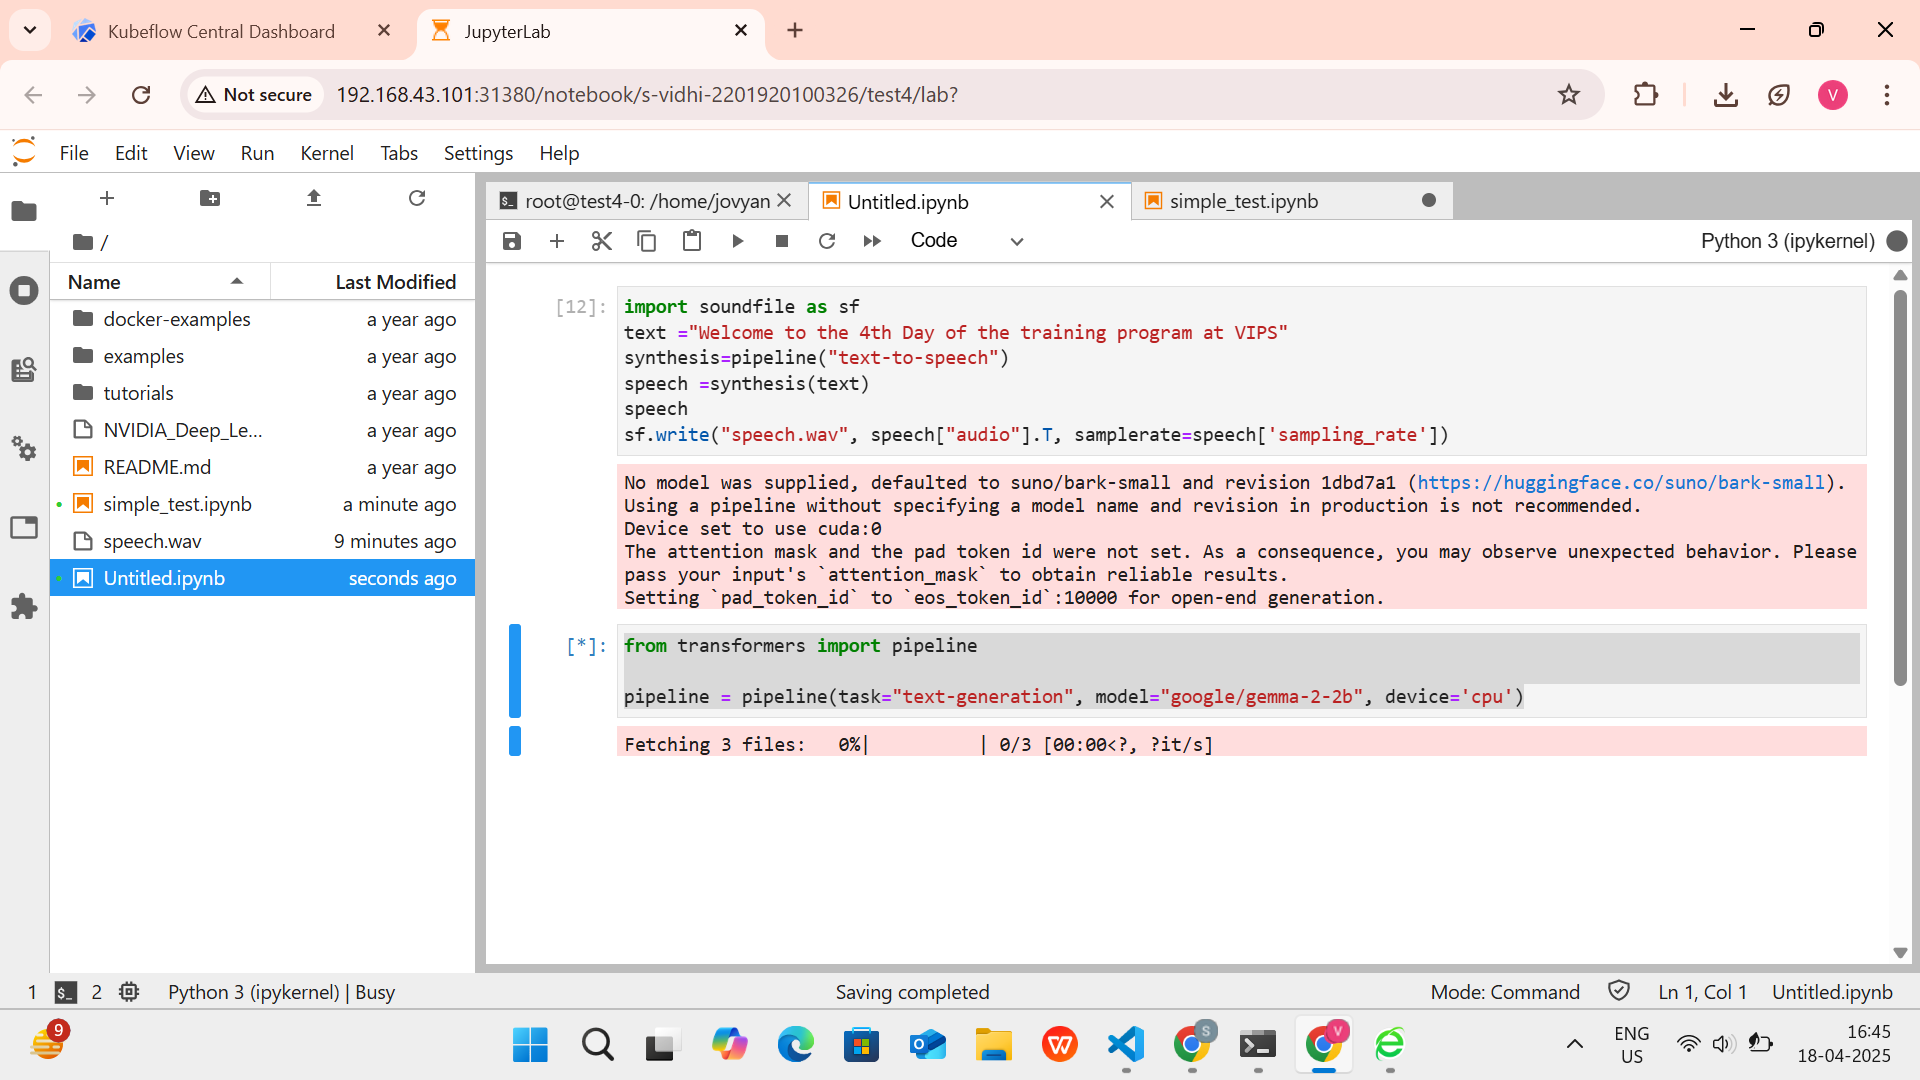 Kubeflow Central Dashboard
JupyterLab
Not secure
192.168.43.101:31380/notebook/s-vidhi-2201920100326/test4/lab?
V
File Edit View Run Kernel Tabs Settings Help
root@test4-0: /home/jovyan
Untitled.ipynb
simple_test.ipynb
/
Code
Python 3 (ipykernel)
Name Last Modified
docker-examples a year ago
examples a year ago
tutorials a year ago
NVIDIA_Deep_Le... a year ago
README.md a year ago
simple_test.ipynb a minute ago
speech.wav 9 minutes ago
Untitled.ipynb seconds ago
[12]:
import soundfile as sf
text ="Welcome to the 4th Day of the training program at VIPS"
synthesis=pipeline("text-to-speech")
speech =synthesis(text)
speech
sf.write("speech.wav", speech["audio"].T, samplerate=speech['sampling_rate'])
No model was supplied, defaulted to suno/bark-small and revision 1dbd7a1 (https://huggingface.co/suno/bark-small).
Using a pipeline without specifying a model name and revision in production is not recommended.
Device set to use cuda:0
The attention mask and the pad token id were not set. As a consequence, you may observe unexpected behavior. Please
pass your input's `attention_mask` to obtain reliable results.
Setting `pad_token_id` to `eos_token_id`:10000 for open-end generation.
[*]:
from transformers import pipeline
pipeline = pipeline(task="text-generation", model="google/gemma-2-2b", device='cpu')
Fetching 3 files: 0%| | 0/3 [00:00<?, ?it/s]
1 2 Python 3 (ipykernel) | Busy
Saving completed
Mode: Command
Ln 1, Col 1
Untitled.ipynb
9
S
V
ENG
US
16:45
18-04-2025